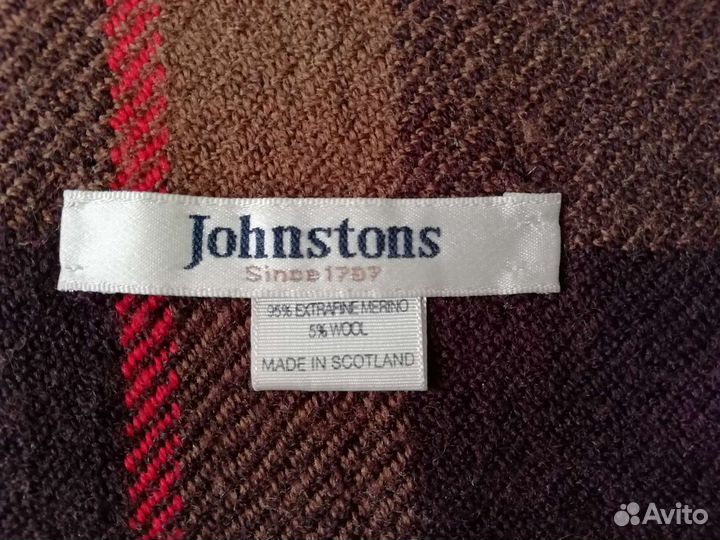 Johnstons
Since 1797
95% EXTRAFINE MERINO
5% WOOL
MADE IN SCOTLAND
Avito